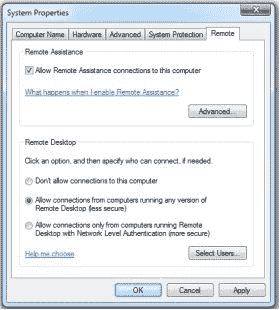 System Properties
Computer Name Hardware Advanced System Protection Remote
Remote Assistance
Allow Remote Assistance connections to this computer
What happens when I enable Remote Assistance?
Advanced...
Remote Desktop
Click an option, and then specify who can connect, if needed.
Don't allow connections to this computer
Allow connections from computers running any version of
Remote Desktop (less secure)
Allow connections only from computers running Remote
Desktop with Network Level Authentication (more secure)
Help me choose
Select Users...
OK Cancel Apply